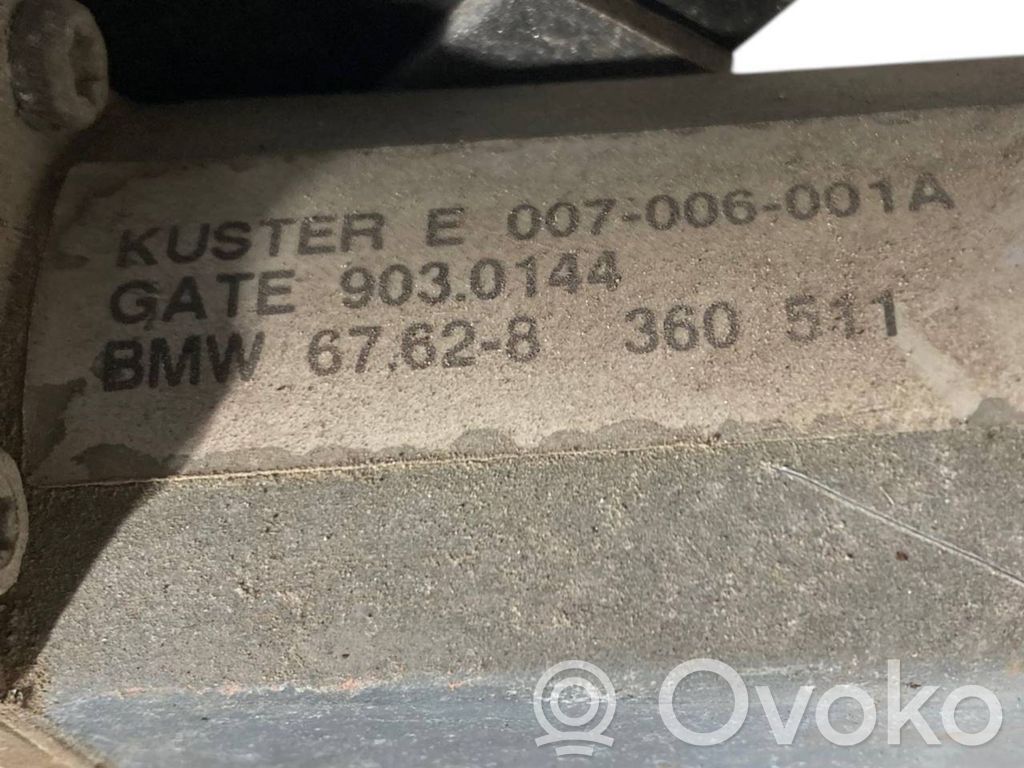 KUSTER E 007-006-001A
GATE 903.0144
BMW 67.62-8 360 511
Ovoko